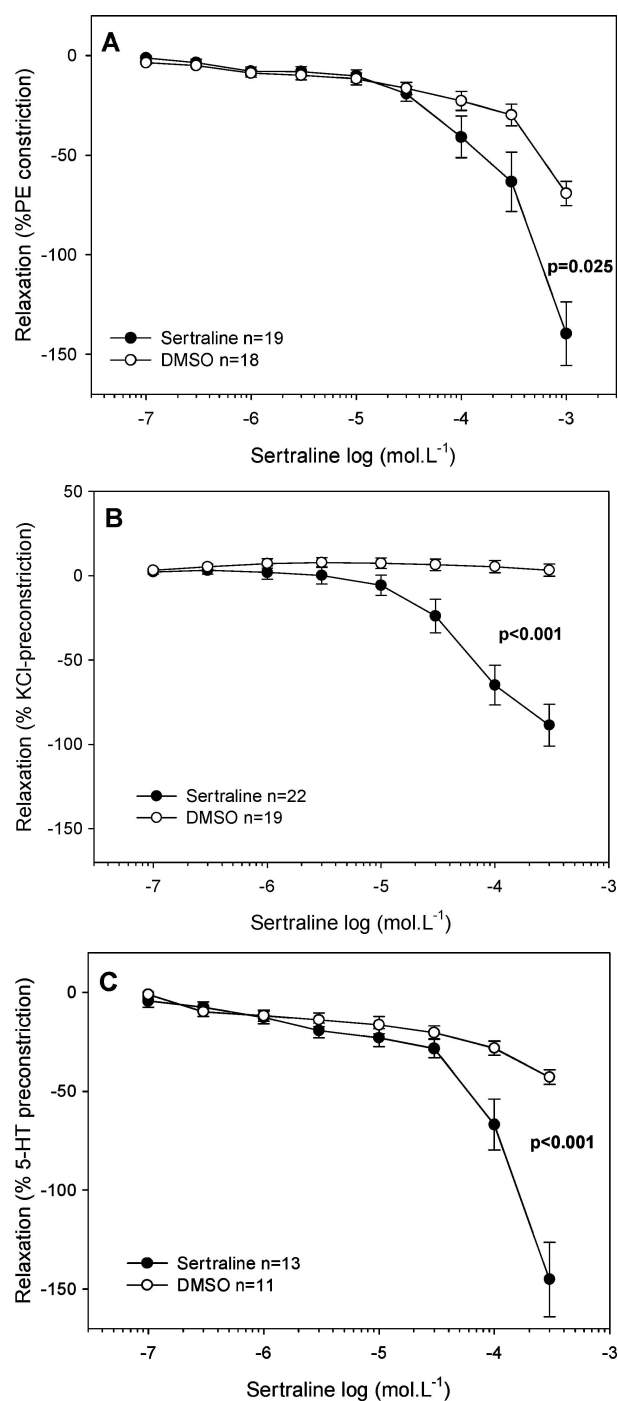 A
0
-50
-100
-150
Relaxation (%PE constriction)
p=0.025
Sertraline n=19
DMSO n=18
-7 -6 -5 -4 -3
Sertraline log (mol.L⁻¹)
B
50
0
-50
-100
-150
Relaxation (% KCl-preconstriction)
p<0.001
Sertraline n=22
DMSO n=19
-7 -6 -5 -4 -3
Sertraline log (mol.L⁻¹)
C
0
-50
-100
-150
Relaxation (% 5-HT preconstriction)
p<0.001
Sertraline n=13
DMSO n=11
-7 -6 -5 -4 -3
Sertraline log (mol.L⁻¹)